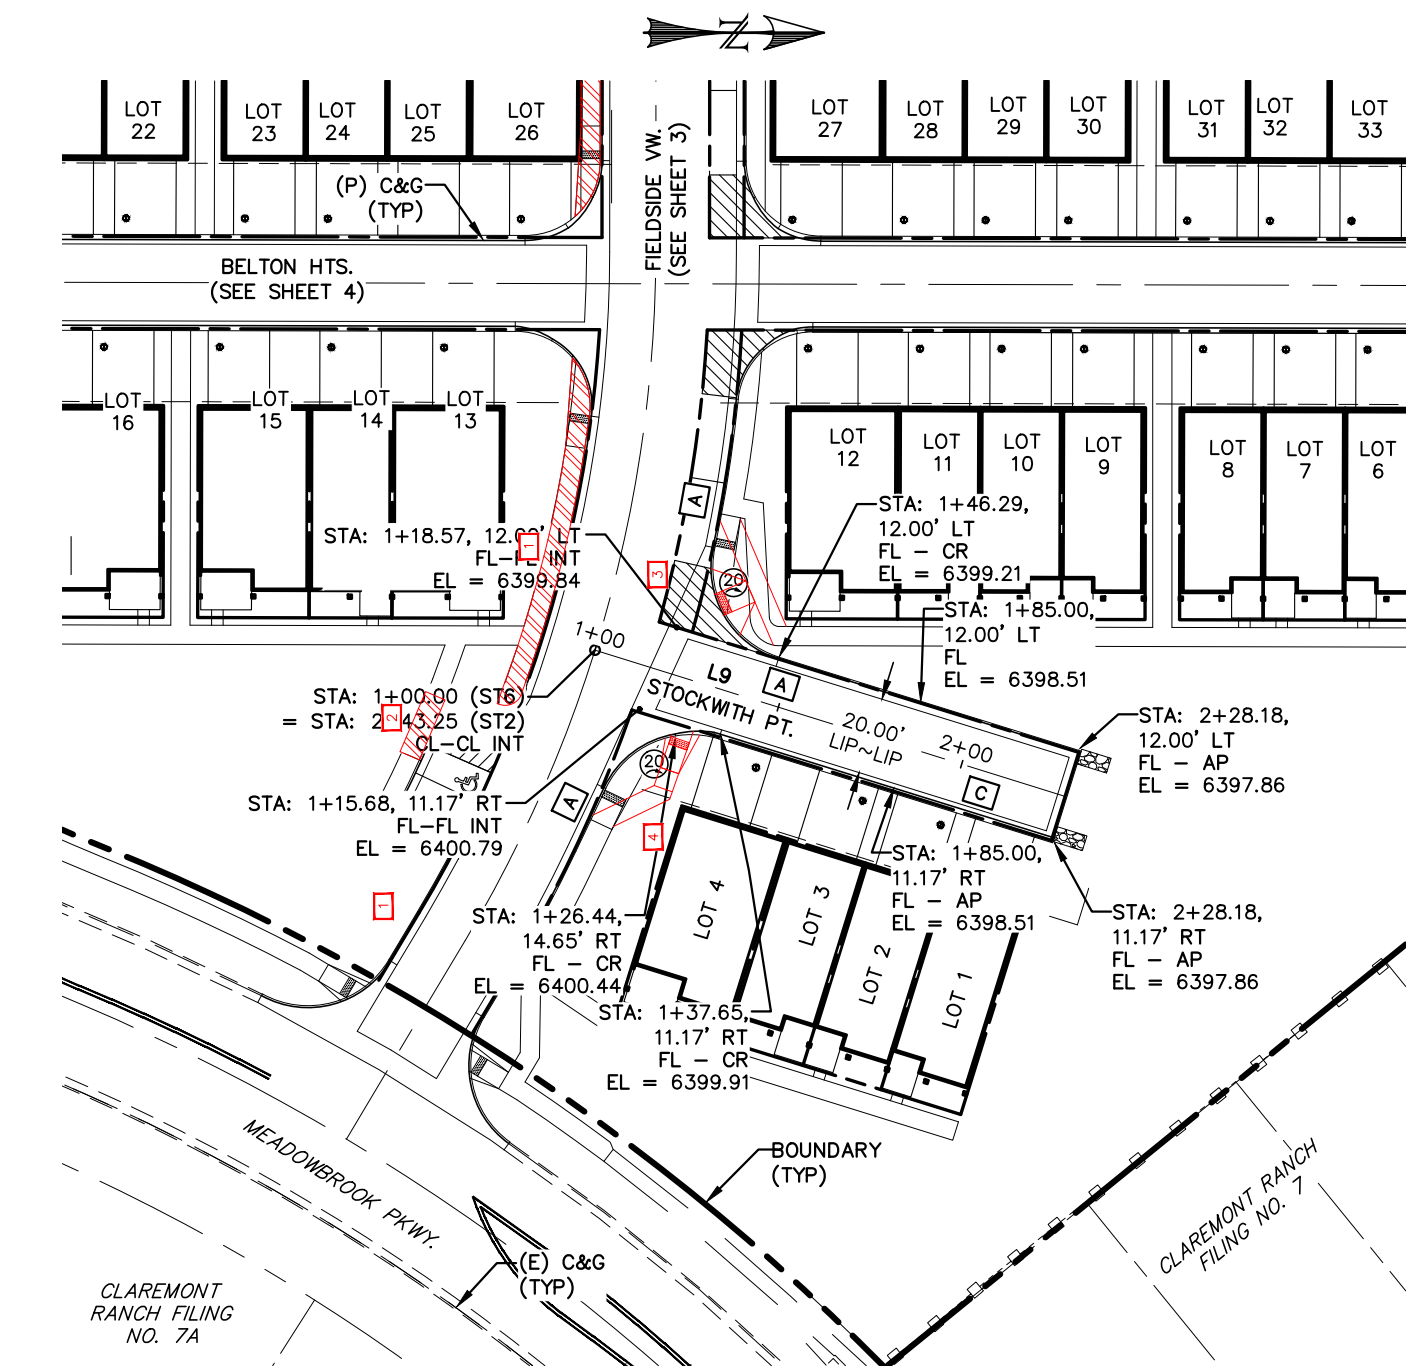 N
LOT
22
LOT
23
LOT
24
LOT
25
LOT
26
LOT
27
LOT
28
LOT
29
LOT
30
LOT
31
LOT
32
LOT
33
(P) C&G
(TYP)
FIELDSIDE VW.
(SEE SHEET 3)
BELTON HTS.
(SEE SHEET 4)
LOT
16
LOT
15
LOT
14
LOT
13
LOT
12
LOT
11
LOT
10
LOT
9
LOT
8
LOT
7
LOT
6
A
STA: 1+46.29,
12.00' LT
FL - CR
EL = 6399.21
STA: 1+18.57, 12.00' LT
FL-FL INT
EL = 6399.84
1
3
20
STA: 1+85.00,
12.00' LT
FL
EL = 6398.51
1+00
L9
A
STOCKWITH PT.
20.00'
LIP~LIP
2+00
C
STA: 1+00.00 (ST6)
= STA: 2+43.25 (ST2)
CL-CL INT
2
STA: 2+28.18,
12.00' LT
FL - AP
EL = 6397.86
20
A
STA: 1+15.68, 11.17' RT
FL-FL INT
EL = 6400.79
4
STA: 1+85.00,
11.17' RT
FL - AP
EL = 6398.51
1
STA: 2+28.18,
11.17' RT
FL - AP
EL = 6397.86
STA: 1+26.44,
14.65' RT
FL - CR
EL = 6400.44
LOT 4
LOT 3
LOT 2
LOT 1
STA: 1+37.65,
11.17' RT
FL - CR
EL = 6399.91
MEADOWBROOK PKWY.
BOUNDARY
(TYP)
CLAREMONT RANCH
FILING NO. 7
(E) C&G
(TYP)
CLAREMONT
RANCH FILING
NO. 7A